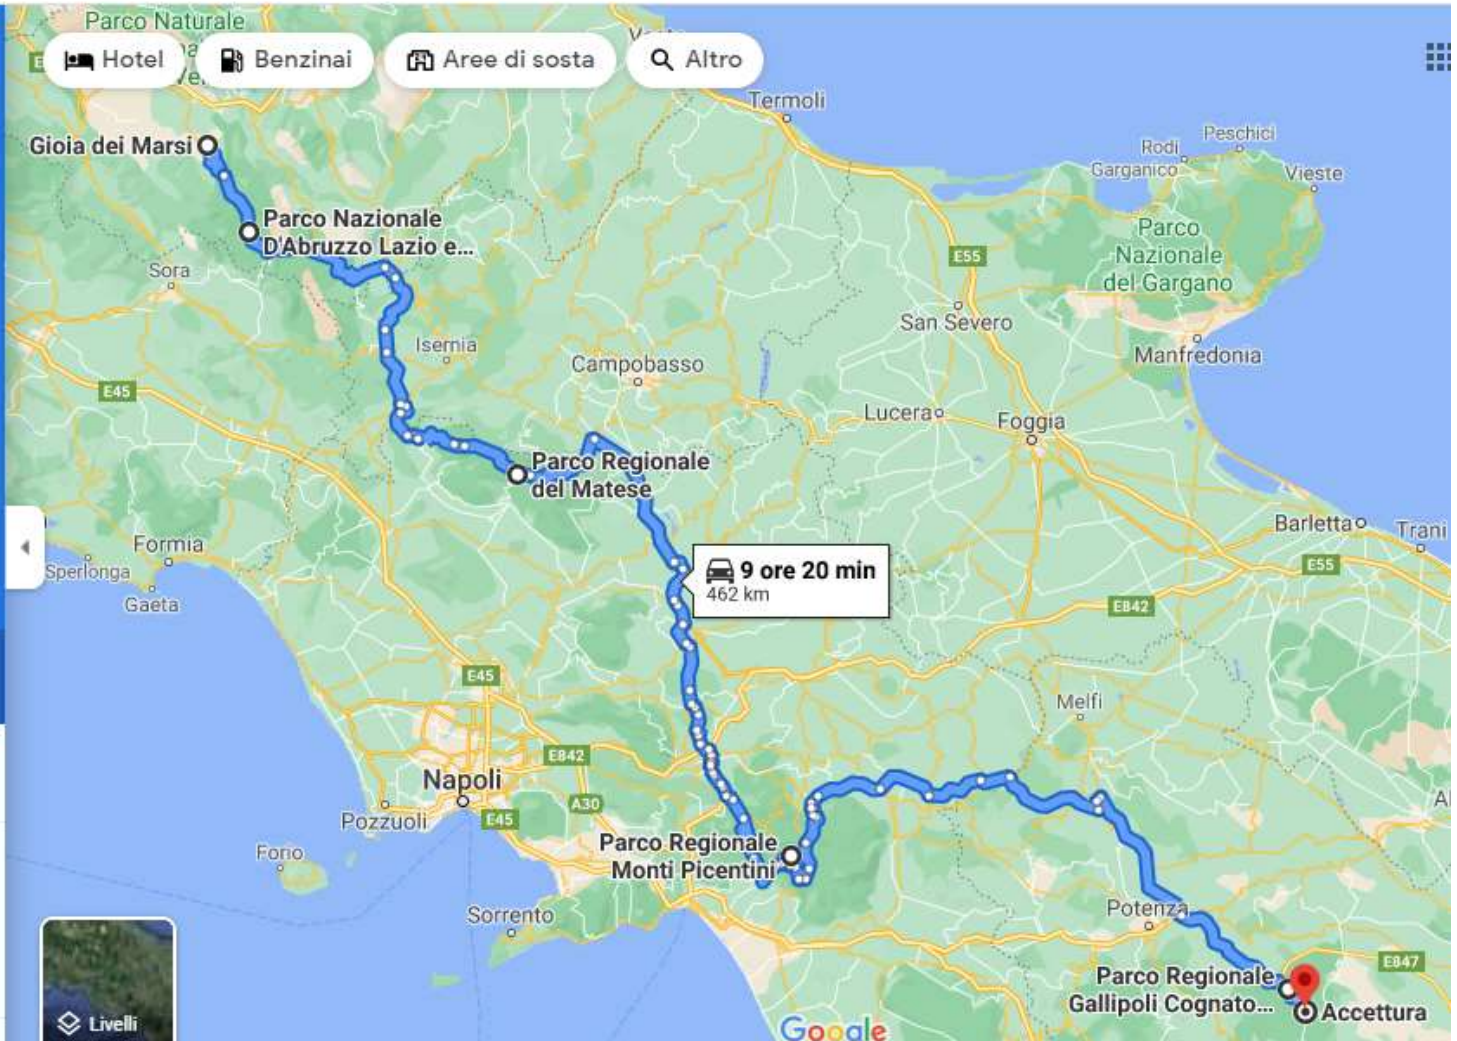 Parco Naturale
Hotel
Benzinai
Aree di sosta
Altro
Termoli
Gioia dei Marsi
Peschici
Rodi
Garganico
Vieste
Parco Nazionale
D'Abruzzo Lazio e...
Parco
Nazionale
del Gargano
E55
Sora
San Severo
Isernia
Campobasso
Manfredonia
E45
Lucera
Foggia
Parco Regionale
del Matese
Barletta
Trani
Formia
Sperlonga
Gaeta
9 ore 20 min
462 km
E55
E842
E45
Melfi
E842
Napoli
A30
E45
Pozzuoli
Parco Regionale
Monti Picentini
Forio
Sorrento
Potenza
E847
Parco Regionale
Gallipoli Cognato...
Accettura
Livelli
Google